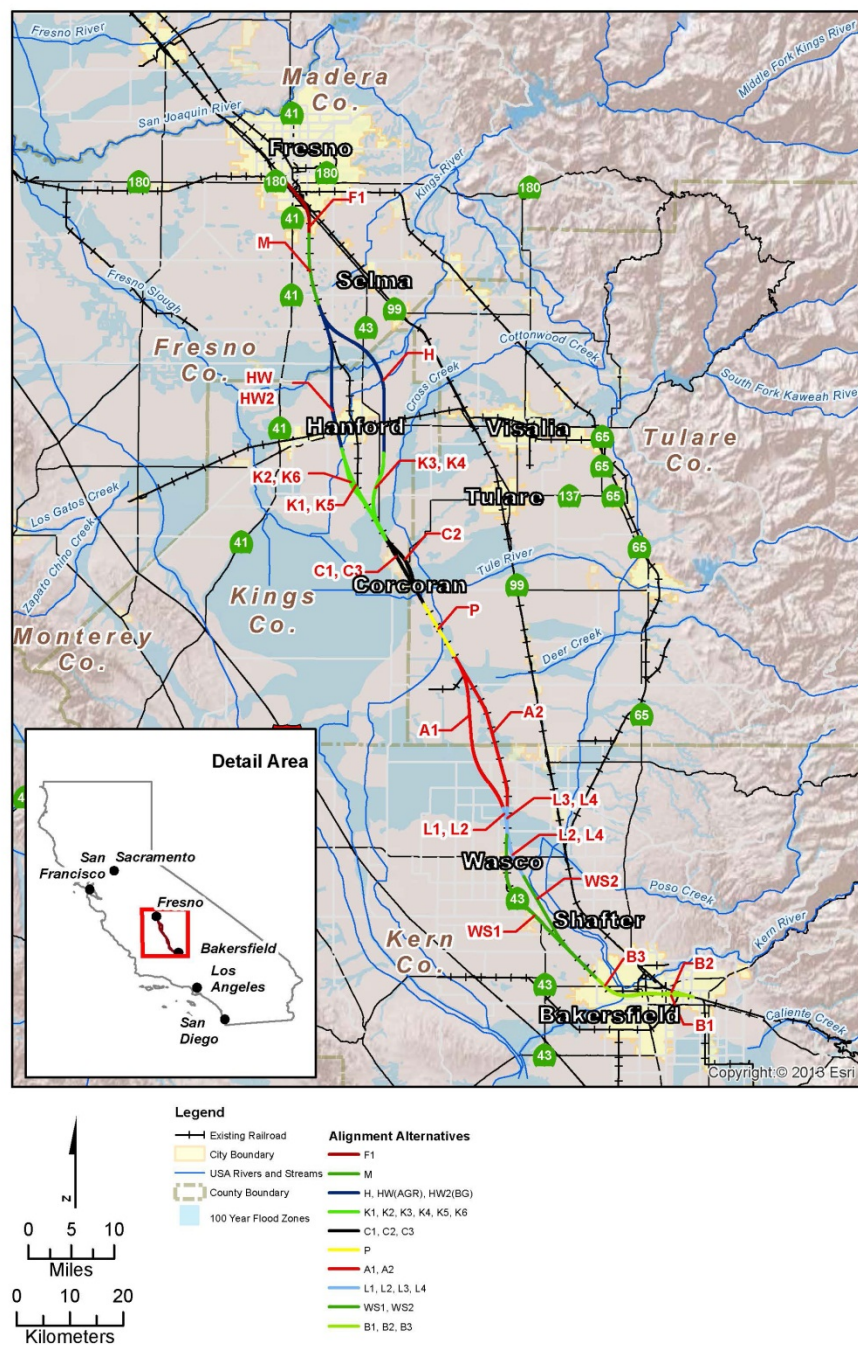 Fresno River
Madera
Co.
Middle Fork Kings River
San Joaquin River
41
Fresno
Kings River
180
180
180
180
F1
41
M
Selma
Fresno Slough
41
99
43
Cottonwood Creek
Fresno
Co.
H
South Fork Kaweah River
HW
HW2
Cross Creek
Hanford
Visalia
41
65
Tulare
Co.
K2, K6
K3, K4
65
Los Gatos Creek
K1, K5
Tulare
137
65
Zapato Chino Creek
41
C2
65
C1, C3
Corcoran
Tule River
Kings
Co.
99
P
Monterey
Co.
Deer Creek
A2
65
A1
Detail Area
L3, L4
L1, L2
L2, L4
Wasco
Poso Creek
WS2
43
Shafter
WS1
Kern River
Kern
Co.
B3
B2
43
Bakersfield
B1
Caliente Creek
43
Copyright:© 2013 Esri
San
Francisco
Sacramento
Fresno
Bakersfield
Los
Angeles
San
Diego
Legend
Existing Railroad
City Boundary
USA Rivers and Streams
County Boundary
100 Year Flood Zones
Alignment Alternatives
F1
M
H, HW(AGR), HW2(BG)
K1, K2, K3, K4, K5, K6
C1, C2, C3
P
A1, A2
L1, L2, L3, L4
WS1, WS2
B1, B2, B3
N
0 5 10
Miles
0 10 20
Kilometers